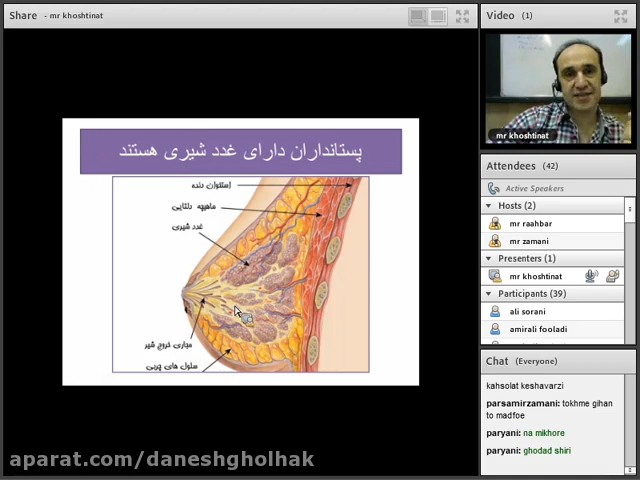 Share - mr khoshtinat
پستانداران دارای غدد شیری هستند
استخوان دنده
ماهیچه دلتایی
غدد شیری
مجاری خروج شیر
سلول های چربی
aparat.com/daneshgholhak
Video (1)
mr khoshtinat
Attendees (42)
Active Speakers
Hosts (2)
mr raahbar
mr zamani
Presenters (1)
mr khoshtinat
Participants (39)
ali sorani
amirali fooladi
Chat (Everyone)
kahsolat keshavarzi
parsamirzamani: tokhme gihan
to madfoe
paryani: na mikhore
paryani: ghodad shiri